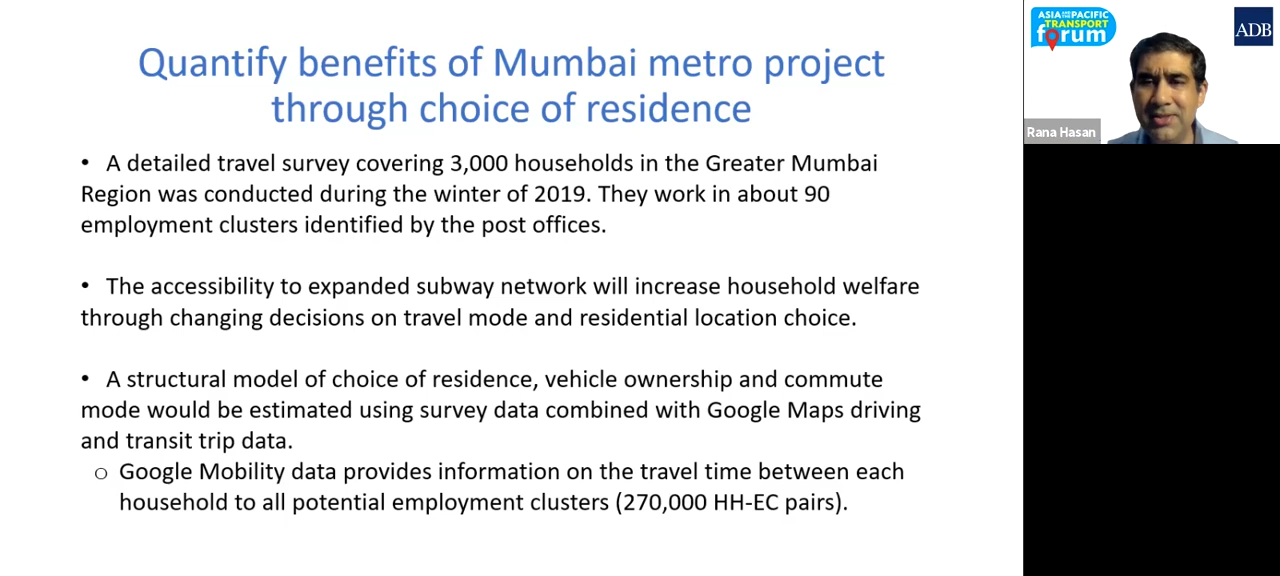 Quantify benefits of Mumbai metro project
through choice of residence
• A detailed travel survey covering 3,000 households in the Greater Mumbai
Region was conducted during the winter of 2019. They work in about 90
employment clusters identified by the post offices.
• The accessibility to expanded subway network will increase household welfare
through changing decisions on travel mode and residential location choice.
• A structural model of choice of residence, vehicle ownership and commute
mode would be estimated using survey data combined with Google Maps driving
and transit trip data.
○ Google Mobility data provides information on the travel time between each
household to all potential employment clusters (270,000 HH-EC pairs).
ASIA AND THE PACIFIC
TRANSPORT
forum
ADB
Rana Hasan